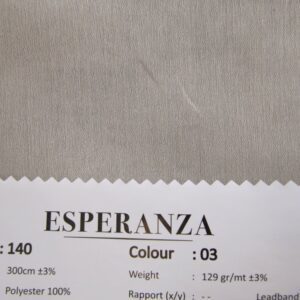 ESPERANZA
: 140 Colour : 03
300cm ±3% Weight : 129 gr/mt ±3%
Polyester 100% Rapport (x/y) : -- Leadband